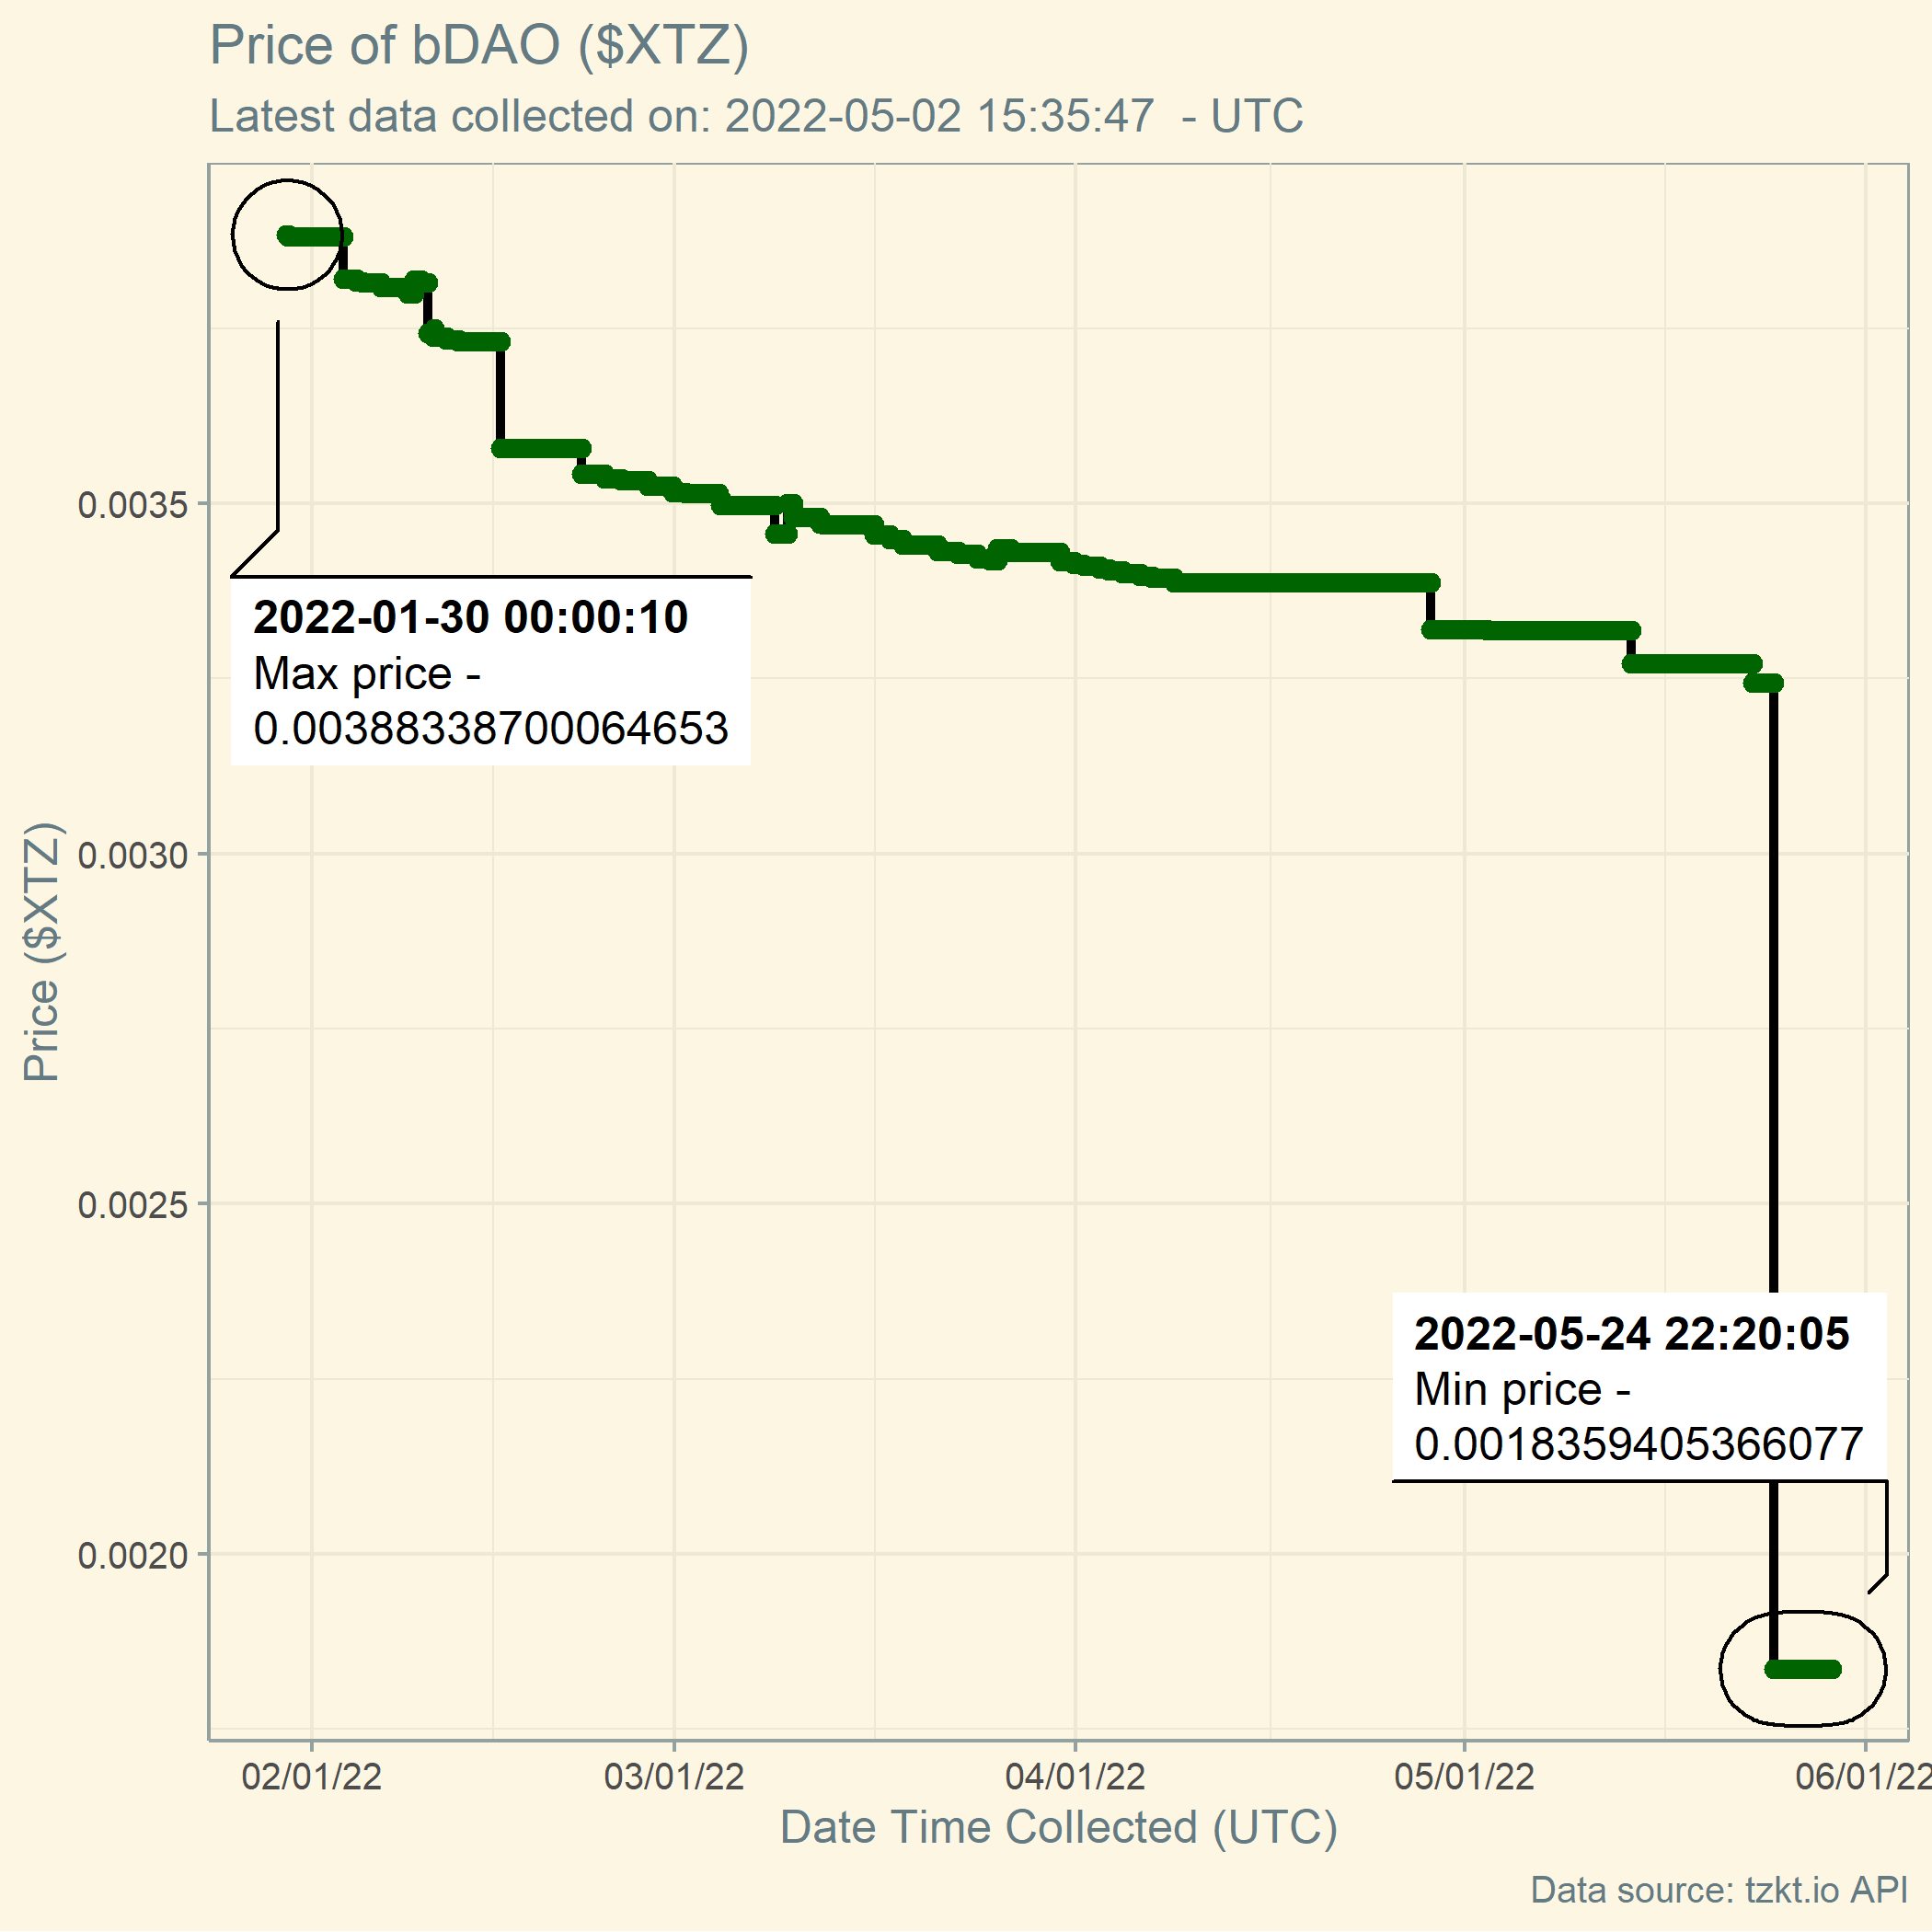 Price of bDAO ($XTZ)
Latest data collected on: 2022-05-02 15:35:47  - UTC
2022-01-30 00:00:10
Max price -
0.00388338700064653
2022-05-24 22:20:05
Min price -
0.0018359405366077
Price ($XTZ)
0.0035
0.0030
0.0025
0.0020
02/01/22
03/01/22
04/01/22
05/01/22
06/01/22
Date Time Collected (UTC)
Data source: tzkt.io API